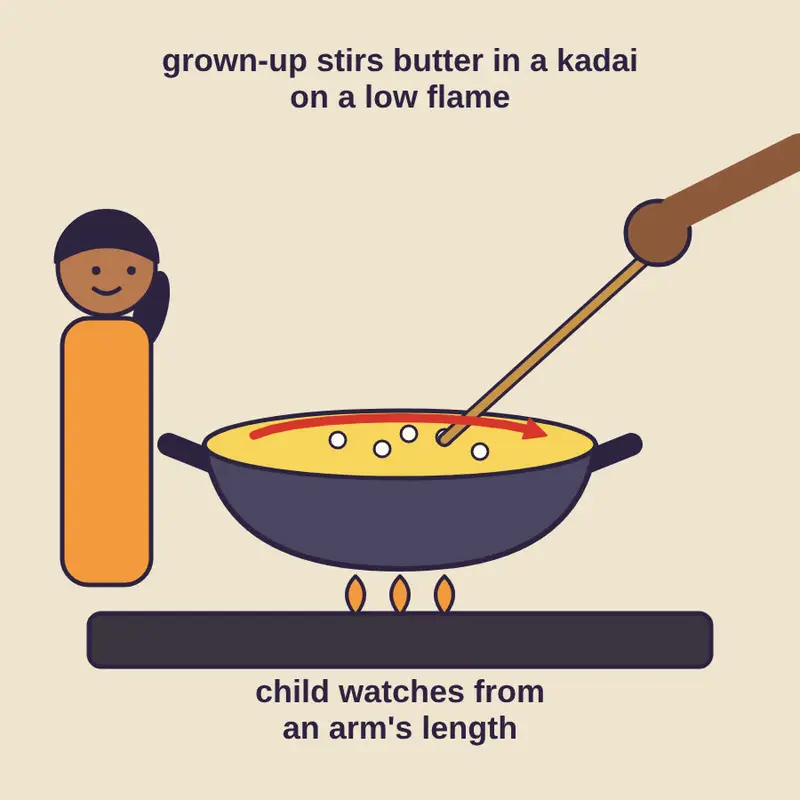 grown-up stirs butter in a kadai
on a low flame
child watches from
an arm's length